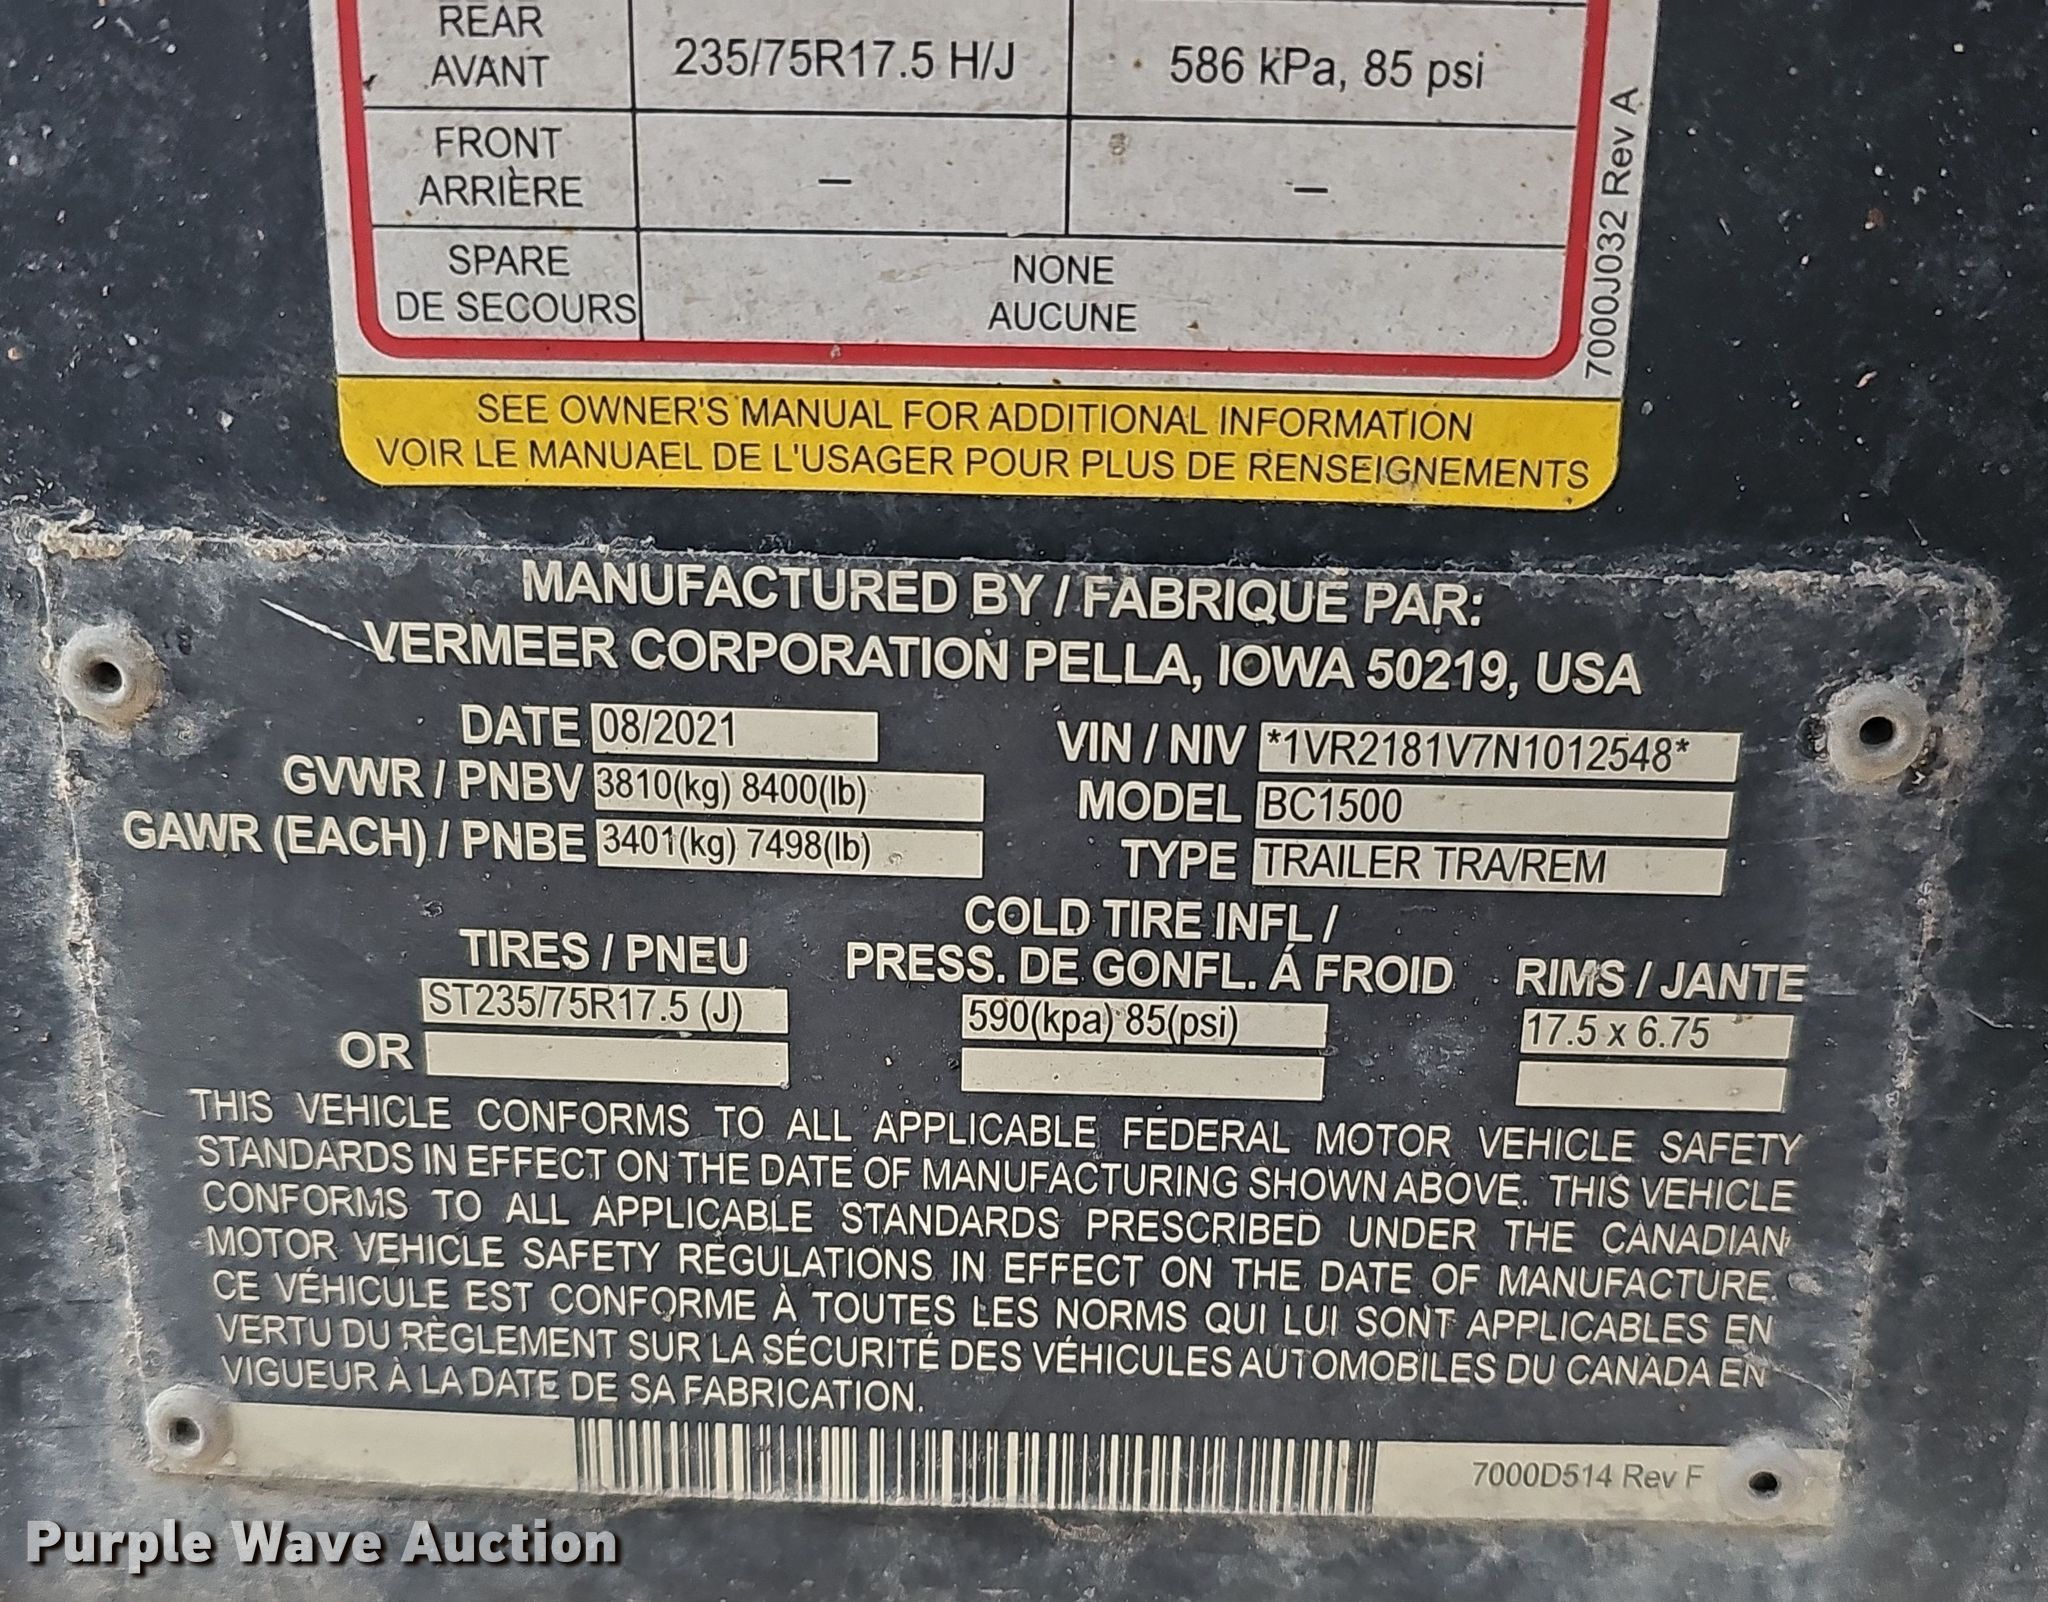 REAR
AVANT
235/75R17.5 H/J
586 kPa, 85 psi
FRONT
ARRIÈRE
–
–
SPARE
DE SECOURS
NONE
AUCUNE
7000J032 Rev A
SEE OWNER'S MANUAL FOR ADDITIONAL INFORMATION
VOIR LE MANUAEL DE L'USAGER POUR PLUS DE RENSEIGNEMENTS
MANUFACTURED BY / FABRIQUE PAR:
VERMEER CORPORATION PELLA, IOWA 50219, USA
DATE 08/2021
VIN / NIV *1VR2181V7N1012548*
GVWR / PNBV 3810(kg) 8400(lb)
MODEL BC1500
GAWR (EACH) / PNBE 3401(kg) 7498(lb)
TYPE TRAILER TRA/REM
TIRES / PNEU
COLD TIRE INFL /
PRESS. DE GONFL. Á FROID
RIMS / JANTE
ST235/75R17.5 (J)
590(kpa) 85(psi)
17.5 x 6.75
OR
THIS VEHICLE CONFORMS TO ALL APPLICABLE FEDERAL MOTOR VEHICLE SAFETY
STANDARDS IN EFFECT ON THE DATE OF MANUFACTURING SHOWN ABOVE. THIS VEHICLE
CONFORMS TO ALL APPLICABLE STANDARDS PRESCRIBED UNDER THE CANADIAN
MOTOR VEHICLE SAFETY REGULATIONS IN EFFECT ON THE DATE OF MANUFACTURE.
CE VÉHICULE EST CONFORME À TOUTES LES NORMS QUI LUI SONT APPLICABLES EN
VERTU DU RÈGLEMENT SUR LA SÉCURITÉ DES VÉHICULES AUTOMOBILES DU CANADA EN
VIGUEUR À LA DATE DE SA FABRICATION.
7000D514 Rev F
Purple Wave Auction